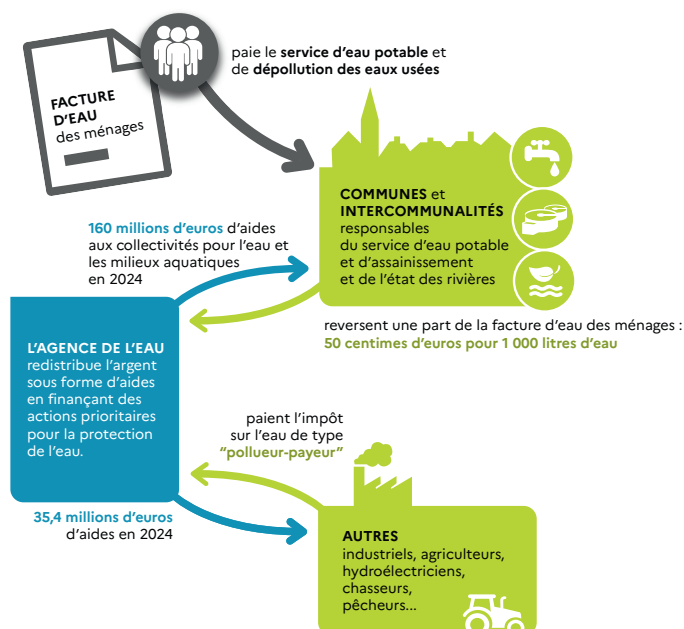 FACTURE
D'EAU
des ménages
paie le service d'eau potable et
de dépollution des eaux usées
COMMUNES et
INTERCOMMUNALITÉS
responsables
du service d'eau potable
et d'assainissement
et de l'état des rivières
160 millions d'euros d'aides
aux collectivités pour l'eau et
les milieux aquatiques
en 2024
reversent une part de la facture d'eau des ménages :
50 centimes d'euros pour 1 000 litres d'eau
L'AGENCE DE L'EAU
redistribue l'argent
sous forme d'aides
en finançant des
actions prioritaires
pour la protection
de l'eau.
paient l'impôt
sur l'eau de type
"pollueur-payeur"
35,4 millions d'euros
d'aides en 2024
AUTRES
industriels, agriculteurs,
hydroélectriciens,
chasseurs,
pêcheurs...